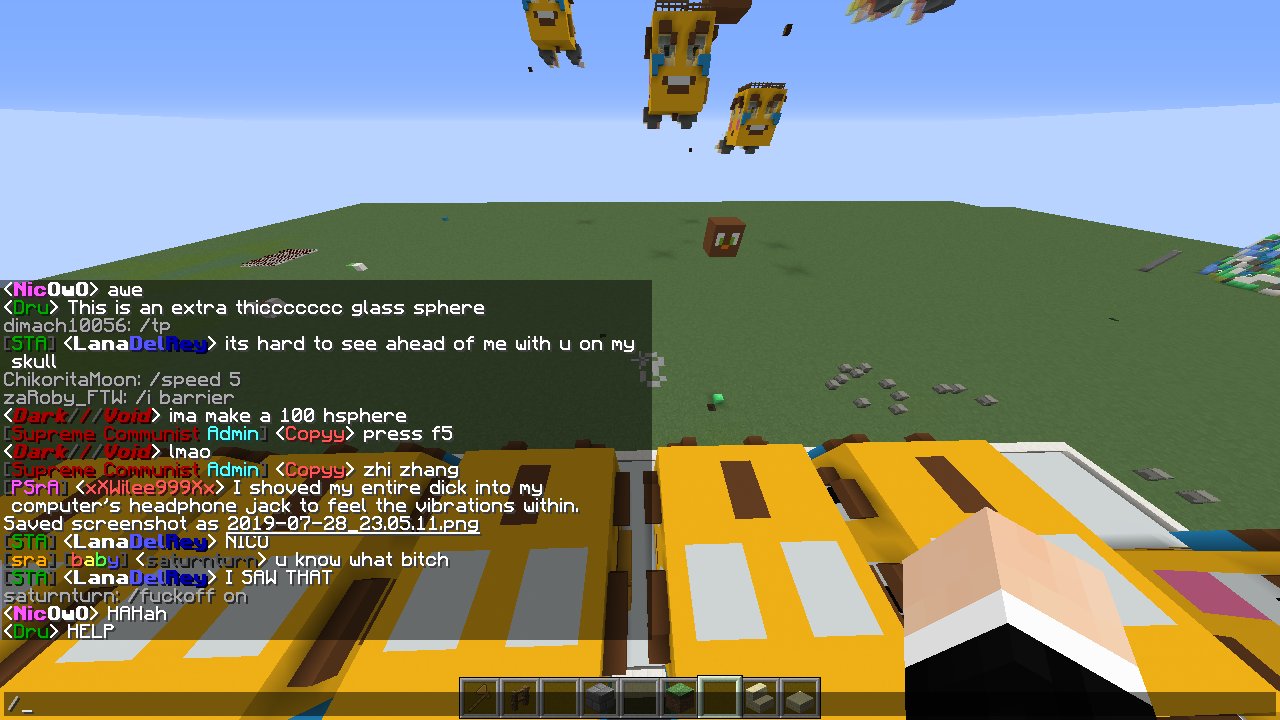 <NicOwO> awe
<Dru> This is an extra thiccccccc glass sphere
dimach10056: /tp
[STA] <LanaDelRey> its hard to see ahead of me with u on my
skull
ChikoritaMoon: /speed 5
zaRoby_FTW: /i barrier
<Dark///Void> ima make a 100 hsphere
[Supreme Communist Admin] <Copyy> press f5
<Dark///Void> lmao
[Supreme Communist Admin] <Copyy> zhi zhang
[PSrA] <xXWilee999Xx> I shoved my entire dick into my
computer's headphone jack to feel the vibrations within.
Saved screenshot as 2019-07-28_23.05.11.png
[STA] <LanaDelRey> NICO
[sra] [baby] <saturnturn> u know what bitch
[STA] <LanaDelRey> I SAW THAT
saturnturn: /fuckoff on
<NicOwO> HAHah
<Dru> HELP
/_